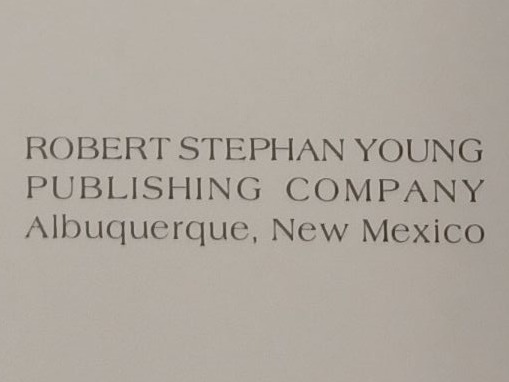 ROBERT STEPHAN YOUNG
PUBLISHING COMPANY
Albuquerque, New Mexico